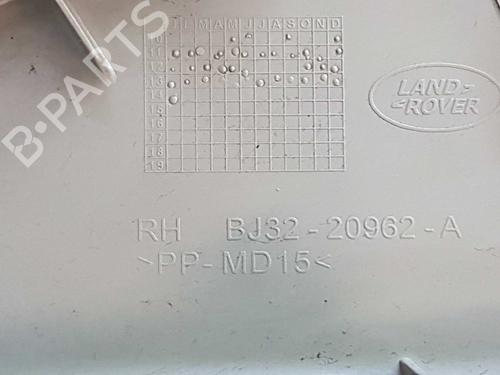 B-PARTS
J L M A M J J A S O N D
10
11
12
13
14
15
16
17
18
19
LAND-
ROVER
RH BJ32-20962-A
>PP-MD15<